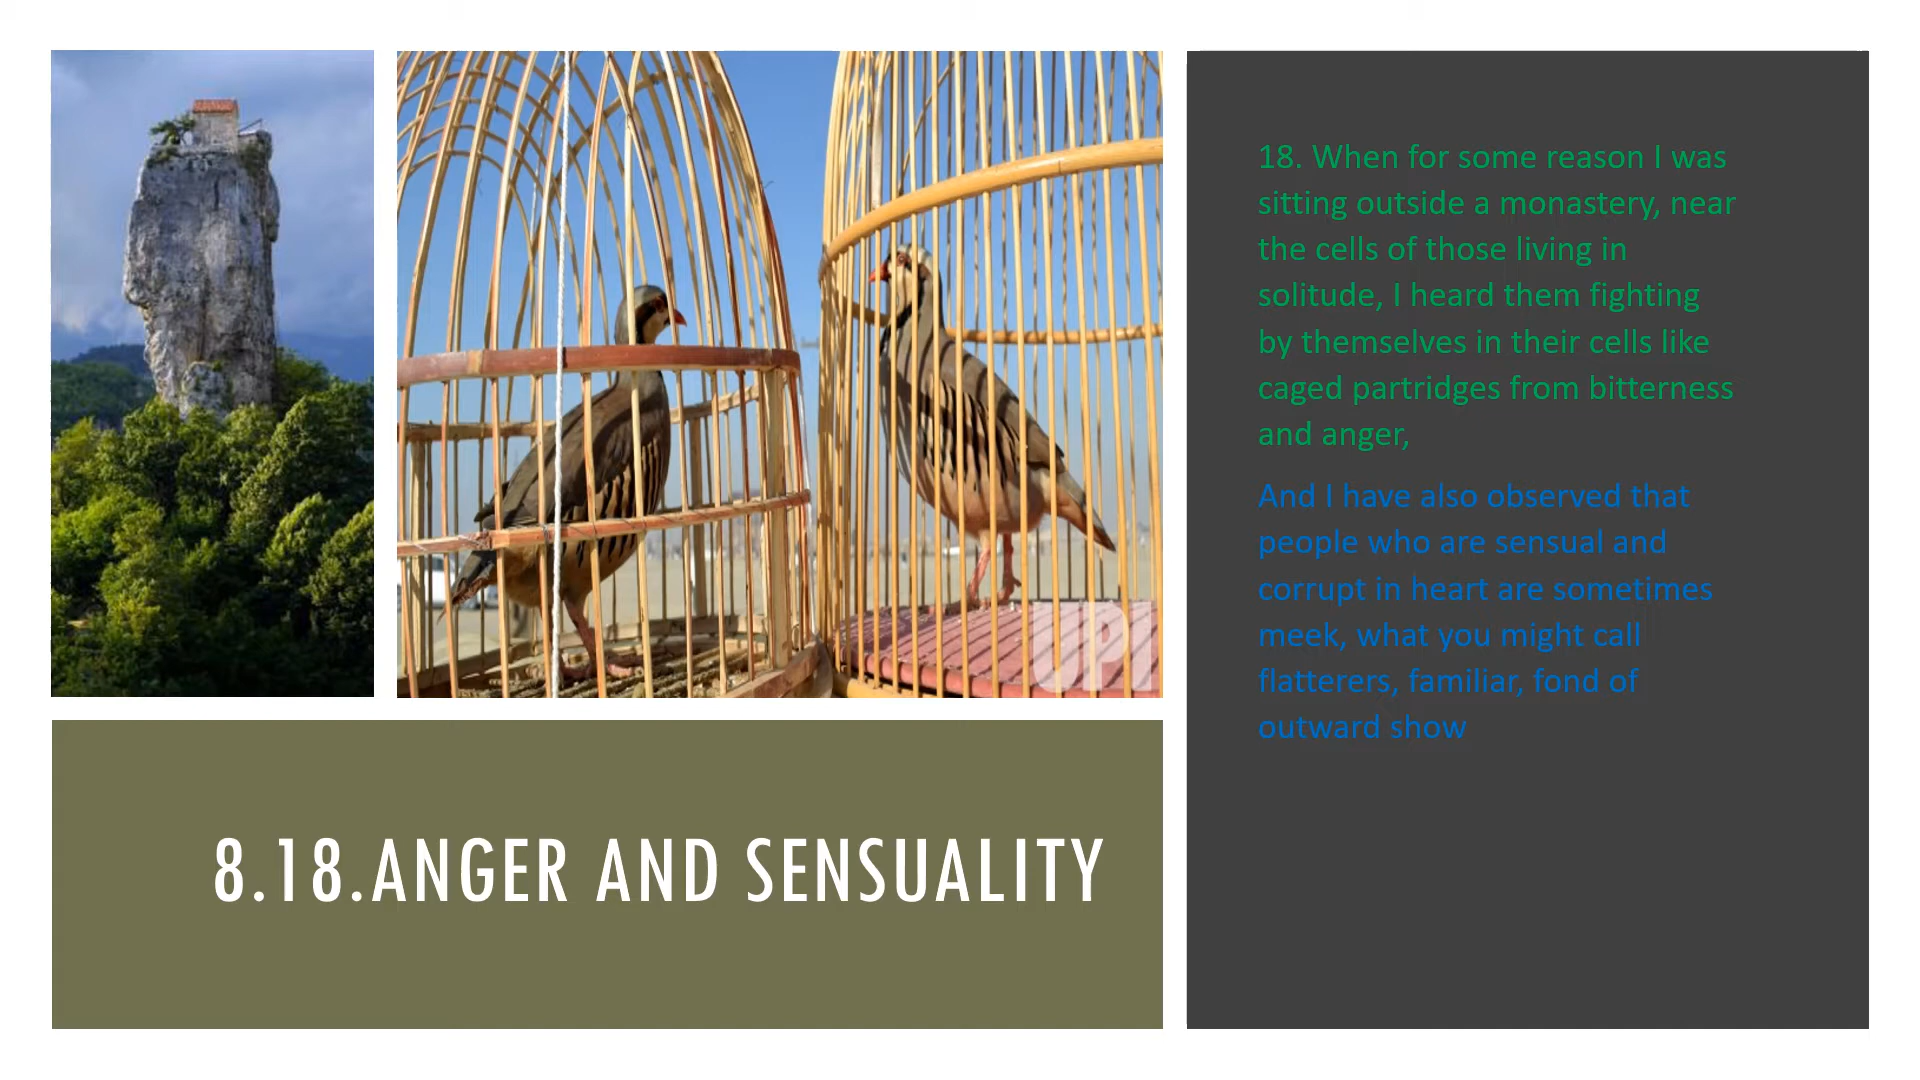 18. When for some reason I was
sitting outside a monastery, near
the cells of those living in
solitude, I heard them fighting
by themselves in their cells like
caged partridges from bitterness
and anger,
And I have also observed that
people who are sensual and
corrupt in heart are sometimes
meek, what you might call
flatterers, familiar, fond of
outward show
UPI
8.18.ANGER AND SENSUALITY